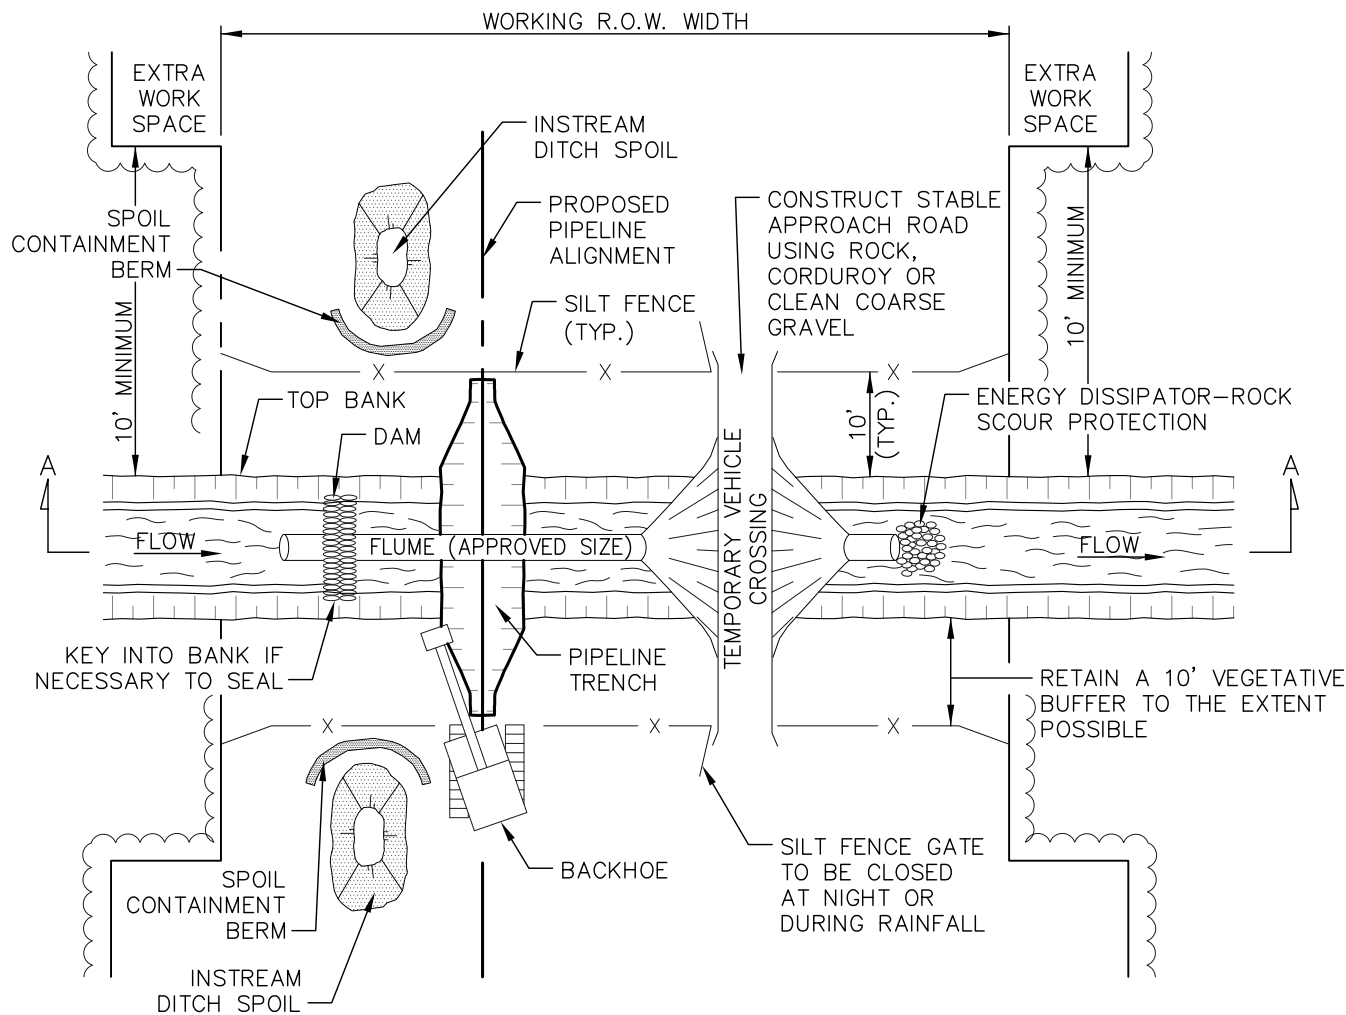 WORKING R.O.W. WIDTH
EXTRA
WORK
SPACE
EXTRA
WORK
SPACE
INSTREAM
DITCH SPOIL
PROPOSED
PIPELINE
ALIGNMENT
CONSTRUCT STABLE
APPROACH ROAD
USING ROCK,
CORDUROY OR
CLEAN COARSE
GRAVEL
SPOIL
CONTAINMENT
BERM
10' MINIMUM
10' MINIMUM
SILT FENCE
(TYP.)
X
X
X
TOP BANK
DAM
10'
(TYP.)
ENERGY DISSIPATOR-ROCK
SCOUR PROTECTION
A
A
FLOW
FLUME (APPROVED SIZE)
TEMPORARY VEHICLE
CROSSING
FLOW
KEY INTO BANK IF
NECESSARY TO SEAL
PIPELINE
TRENCH
RETAIN A 10' VEGETATIVE
BUFFER TO THE EXTENT
POSSIBLE
X
X
X
BACKHOE
SILT FENCE GATE
TO BE CLOSED
AT NIGHT OR
DURING RAINFALL
SPOIL
CONTAINMENT
BERM
INSTREAM
DITCH SPOIL